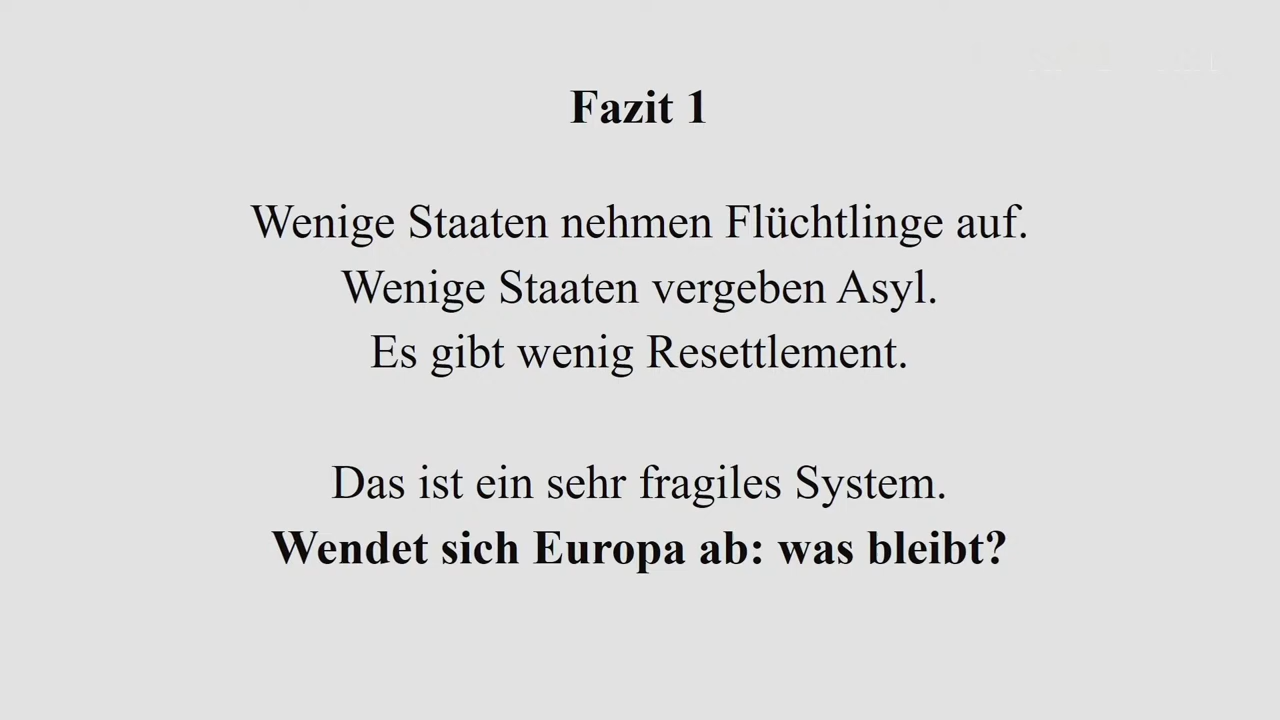 Fazit 1
Wenige Staaten nehmen Flüchtlinge auf.
Wenige Staaten vergeben Asyl.
Es gibt wenig Resettlement.
Das ist ein sehr fragiles System.
Wendet sich Europa ab: was bleibt?